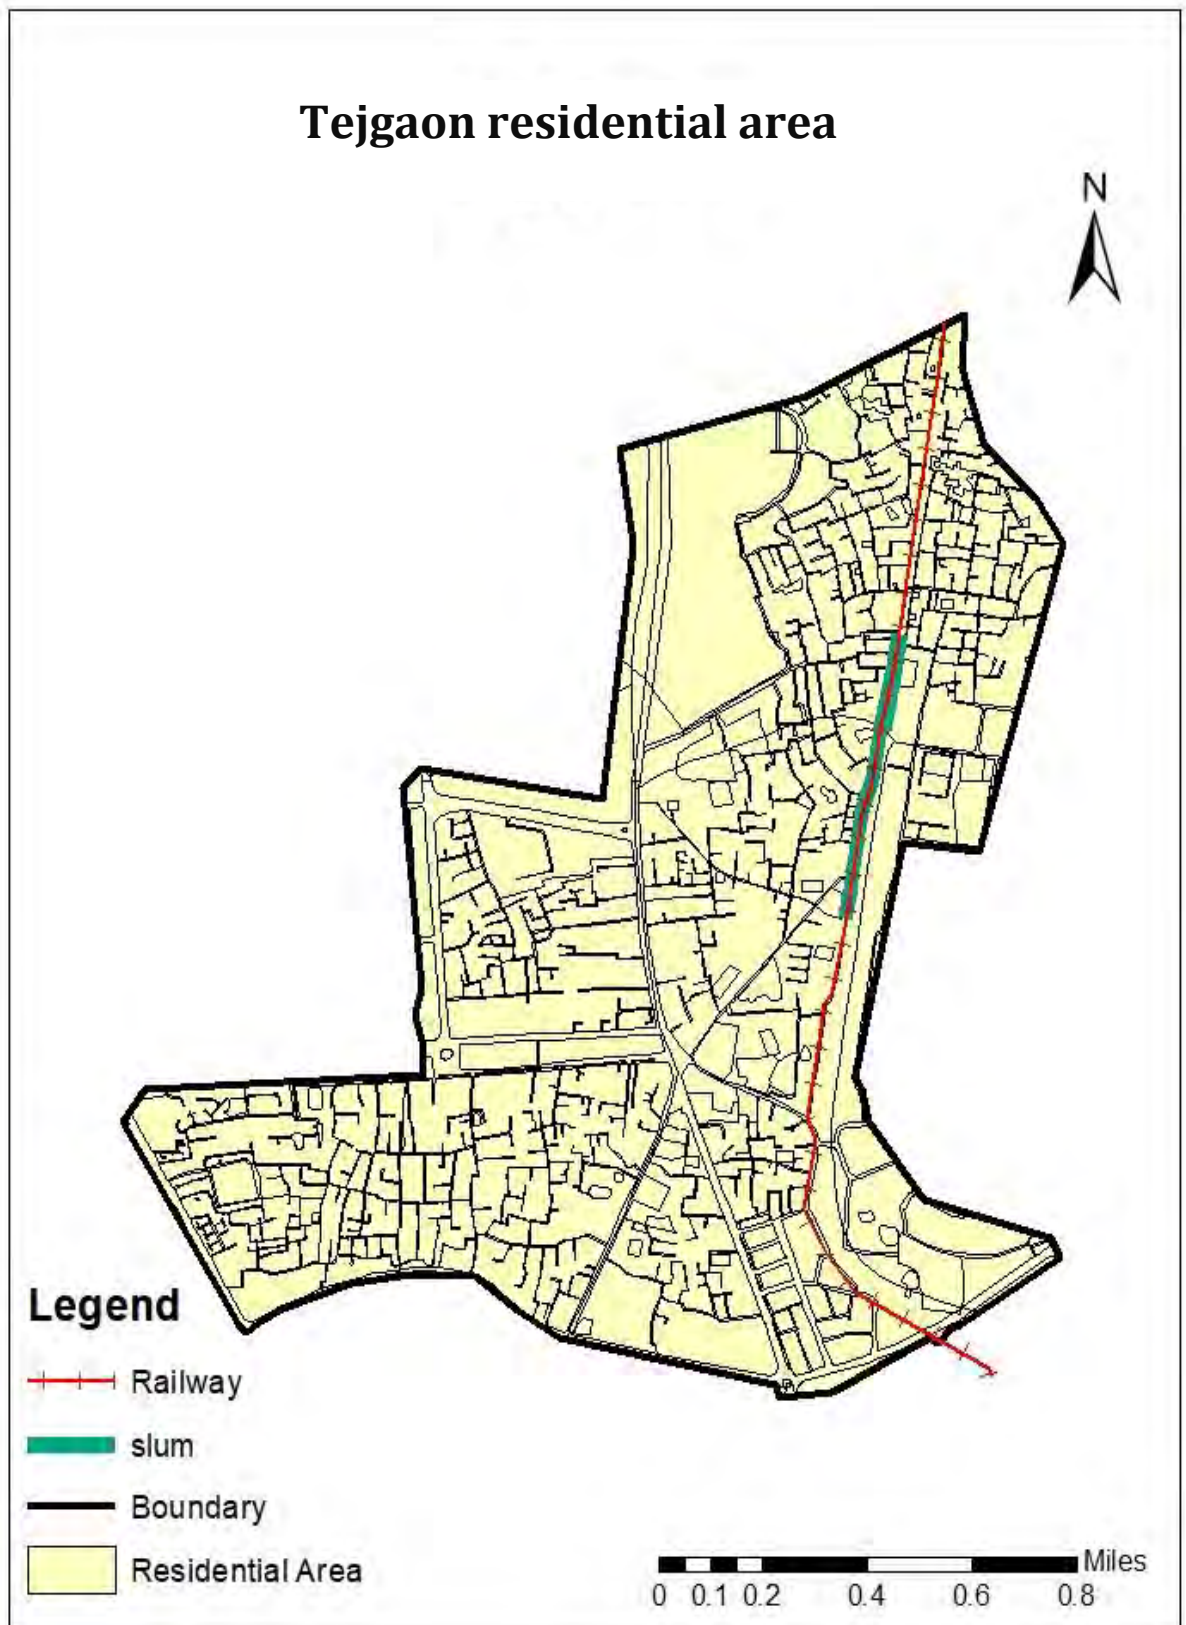 Tejgaon residential area
N
Legend
Railway
slum
Boundary
Residential Area
Miles
0 0.1 0.2 0.4 0.6 0.8